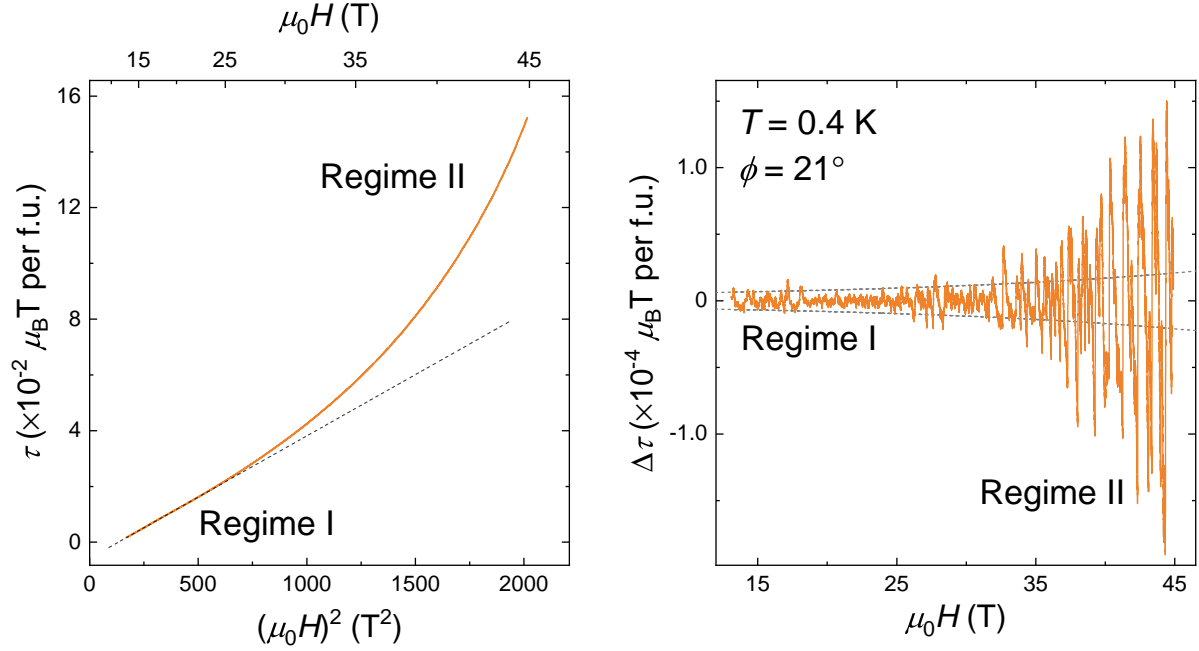 μ₀H (T)
15 25 35 45
16
12
8
4
0
τ (×10⁻² μ_BT per f.u.)
Regime II
Regime I
0 500 1000 1500 2000
(μ₀H)² (T²)
T = 0.4 K
ϕ = 21°
1.0
0
-1.0
Δτ (×10⁻⁴ μ_BT per f.u.)
Regime I
Regime II
15 25 35 45
μ₀H (T)